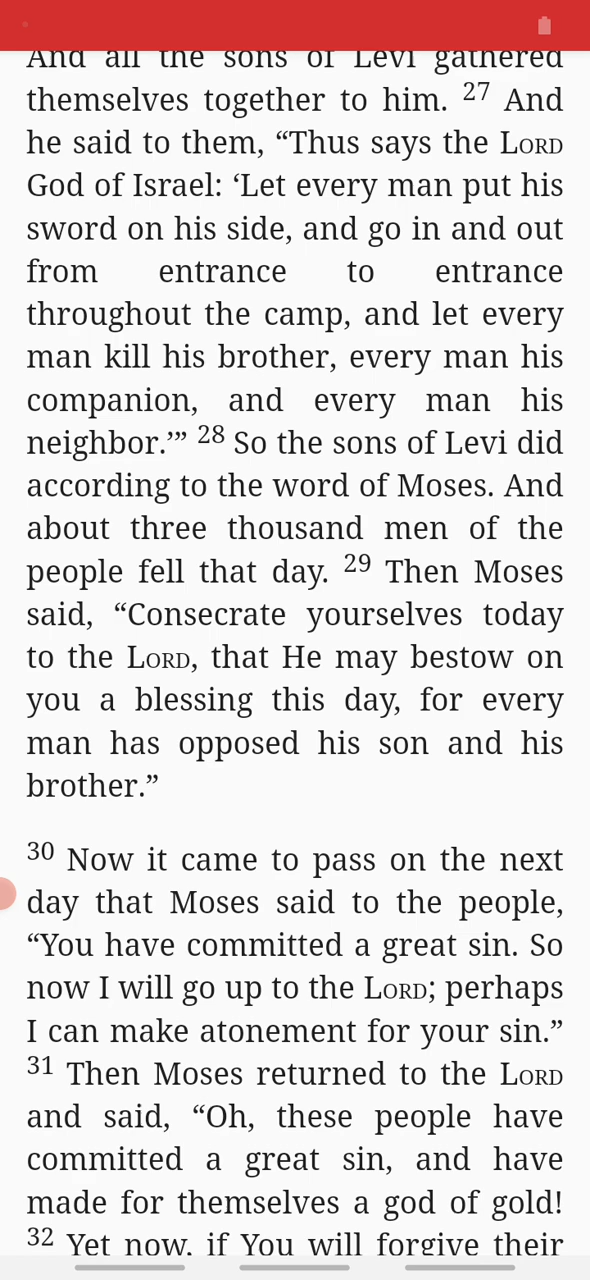 And all the sons of Levi gathered
themselves together to him. 27 And
he said to them, “Thus says the LORD
God of Israel: ‘Let every man put his
sword on his side, and go in and out
from entrance to entrance
throughout the camp, and let every
man kill his brother, every man his
companion, and every man his
neighbor.’” 28 So the sons of Levi did
according to the word of Moses. And
about three thousand men of the
people fell that day. 29 Then Moses
said, “Consecrate yourselves today
to the LORD, that He may bestow on
you a blessing this day, for every
man has opposed his son and his
brother.”
30 Now it came to pass on the next
day that Moses said to the people,
“You have committed a great sin. So
now I will go up to the LORD; perhaps
I can make atonement for your sin.”
31 Then Moses returned to the LORD
and said, “Oh, these people have
committed a great sin, and have
made for themselves a god of gold!
32 Yet now, if You will forgive their